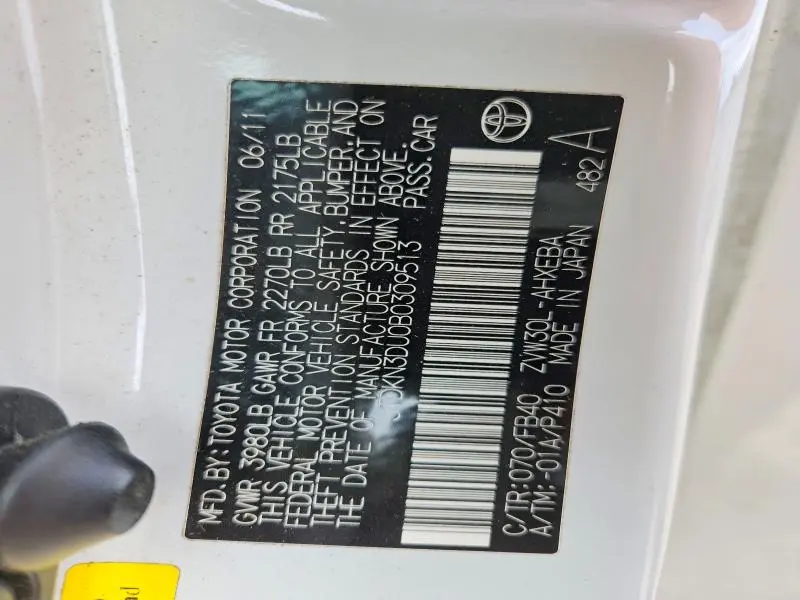 MFD. BY: TOYOTA MOTOR CORPORATION 06/11
GVWR 3980LB GAWR FR 2270LB RR 2175LB
THIS VEHICLE CONFORMS TO ALL APPLICABLE
FEDERAL MOTOR VEHICLE SAFETY, BUMPER, AND
THEFT PREVENTION STANDARDS IN EFFECT ON
THE DATE OF MANUFACTURE SHOWN ABOVE.
JTDKN3DU0B0309513 PASS. CAR
C/TR: 070/FB40 ZVW30L-AHXEBA
A/TM: -01A/P410 MADE IN JAPAN 482 A